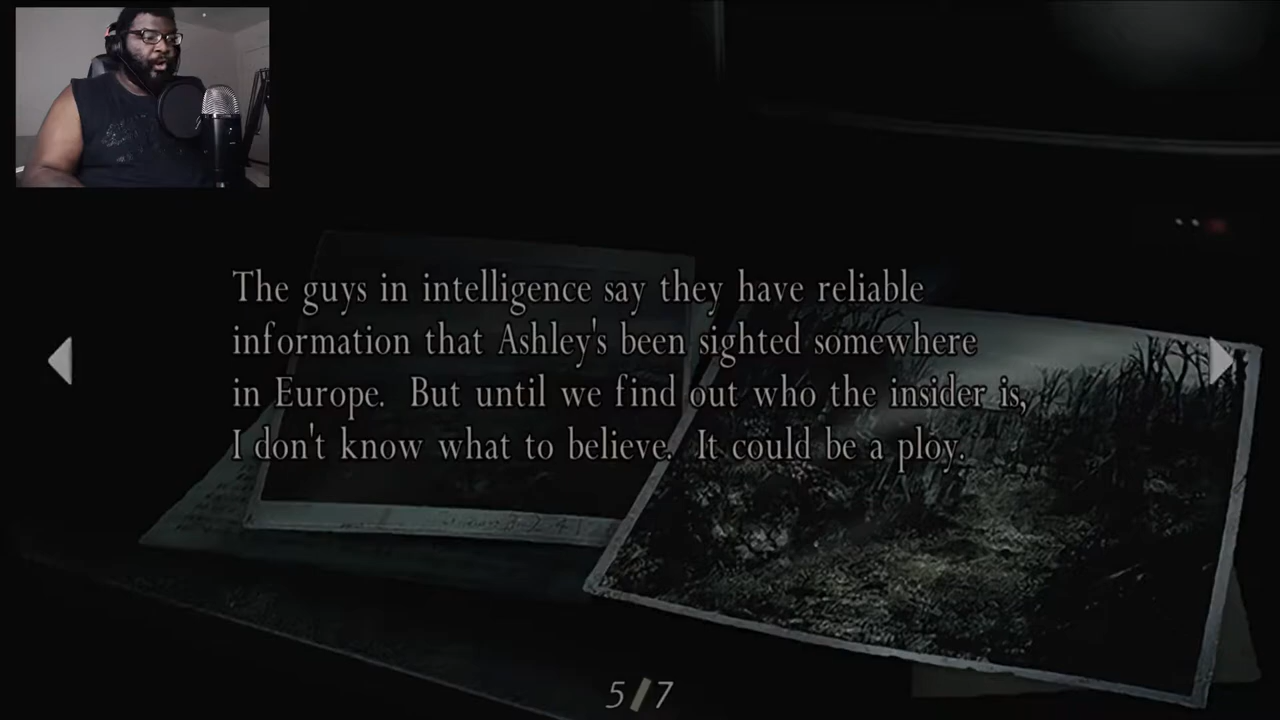 The guys in intelligence say they have reliable
information that Ashley's been sighted somewhere
in Europe. But until we find out who the insider is,
I don't know what to believe. It could be a ploy.
5/7